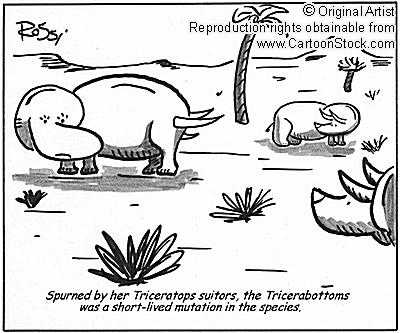 © Original Artist
Reproduction rights obtainable from
www.CartoonStock.com
Rossi
Spurned by her Triceratops suitors, the Tricerabottoms
was a short-lived mutation in the species.